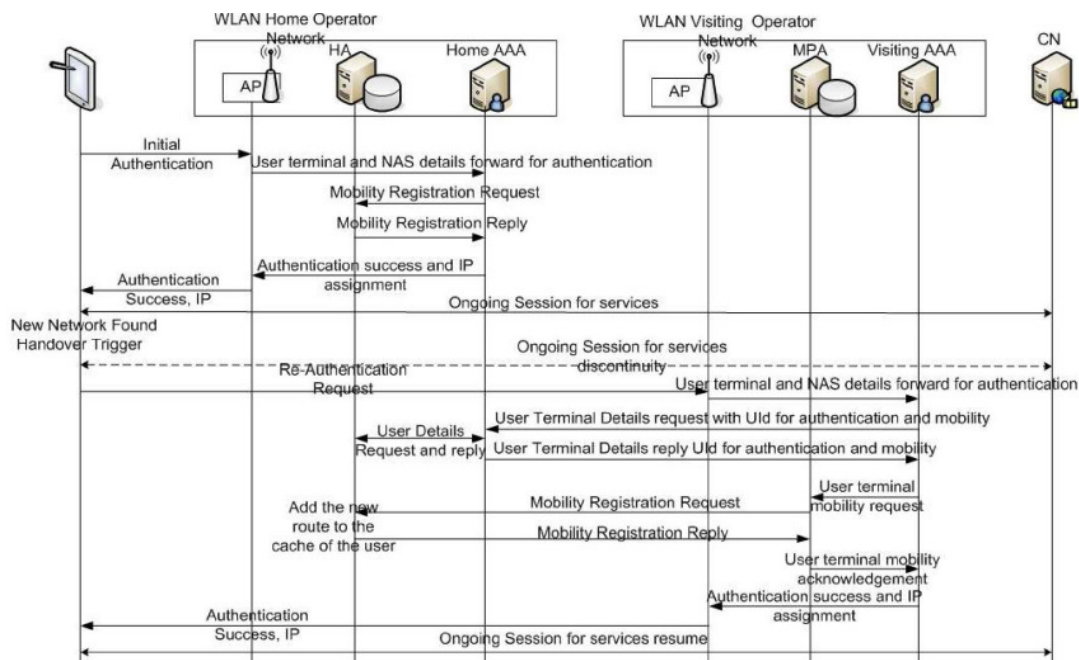 WLAN Home Operator
Network
HA
Home AAA
AP
WLAN Visiting Operator
Network
MPA
Visiting AAA
AP
CN
Initial
Authentication
User terminal and NAS details forward for authentication
Mobility Registration Request
Mobility Registration Reply
Authentication success and IP
assignment
Authentication
Success, IP
Ongoing Session for services
New Network Found
Handover Trigger
Ongoing Session for services
discontinuity
Re-Authentication
Request
User terminal and NAS details forward for authentication
User Terminal Details request with UId for authentication and mobility
User Details
Request and reply
User Terminal Details reply UId for authentication and mobility
User terminal
mobility request
Mobility Registration Request
Add the new
route to the
cache of the user
Mobility Registration Reply
User terminal mobility
acknowledgement
Authentication success and IP
assignment
Authentication
Success, IP
Ongoing Session for services resume